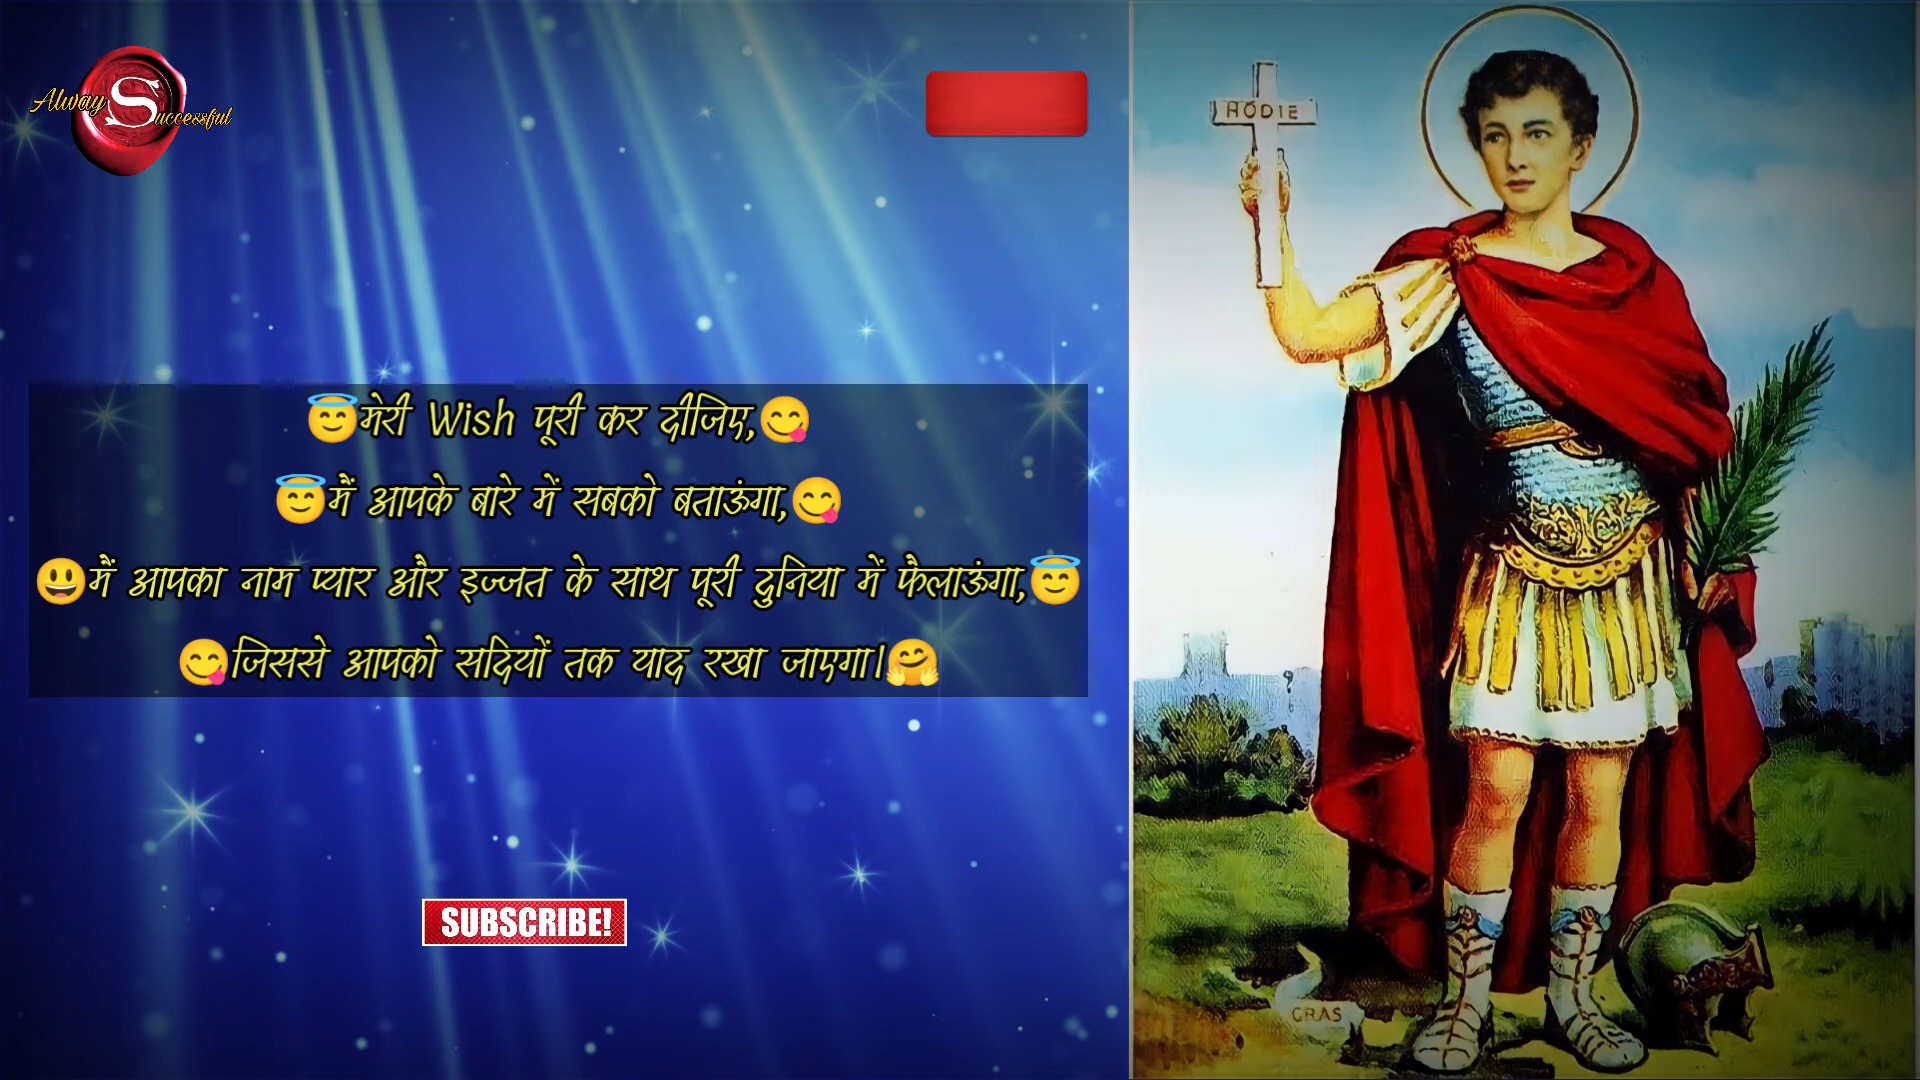 Always Successful
😇मेरी Wish पूरी कर दीजिए,😋
😇मैं आपके बारे में सबको बताऊंगा,😋
😃मैं आपका नाम प्यार और इज्जत के साथ पूरी दुनिया में फैलाऊंगा,😇
😋जिससे आपको सदियों तक याद रखा जाएगा।🤗
SUBSCRIBE!
HODIE
CRAS